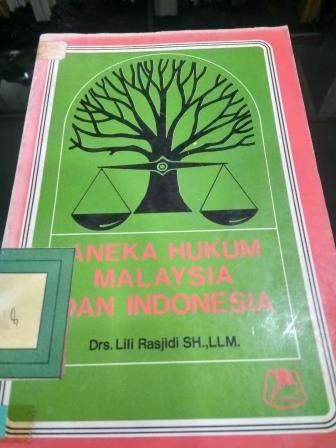 ANEKA HUKUM
MALAYSIA
DAN INDONESIA
Drs. Lili Rasjidi SH.,LLM.